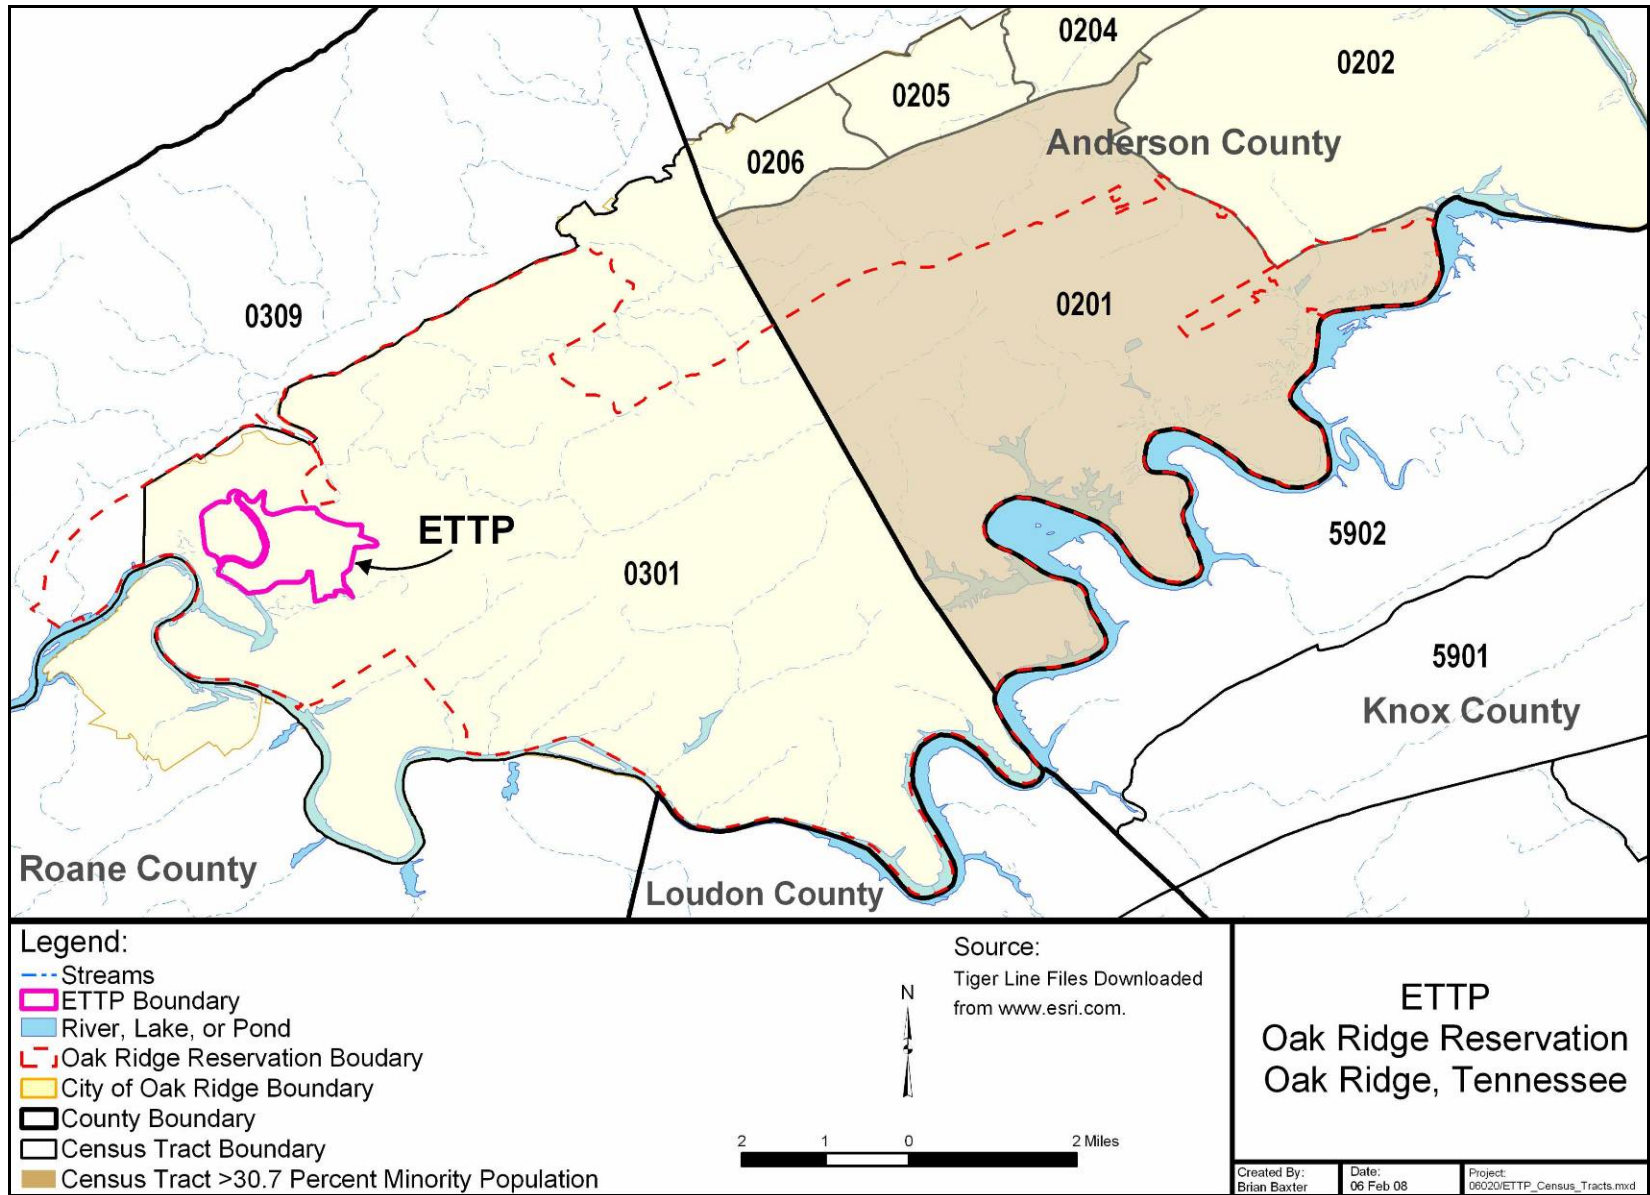 0204
0202
0205
Anderson County
0206
0201
0309
ETTP
5902
0301
5901
Knox County
Roane County
Loudon County
Legend:
Streams
ETTP Boundary
River, Lake, or Pond
Oak Ridge Reservation Boudary
City of Oak Ridge Boundary
County Boundary
Census Tract Boundary
Census Tract >30.7 Percent Minority Population
N
2 1 0 2 Miles
Source:
Tiger Line Files Downloaded
from www.esri.com.
ETTP
Oak Ridge Reservation
Oak Ridge, Tennessee
Created By:
Brian Baxter
Date:
06 Feb 08
Project:
06020/ETTP_Census_Tracts.mxd